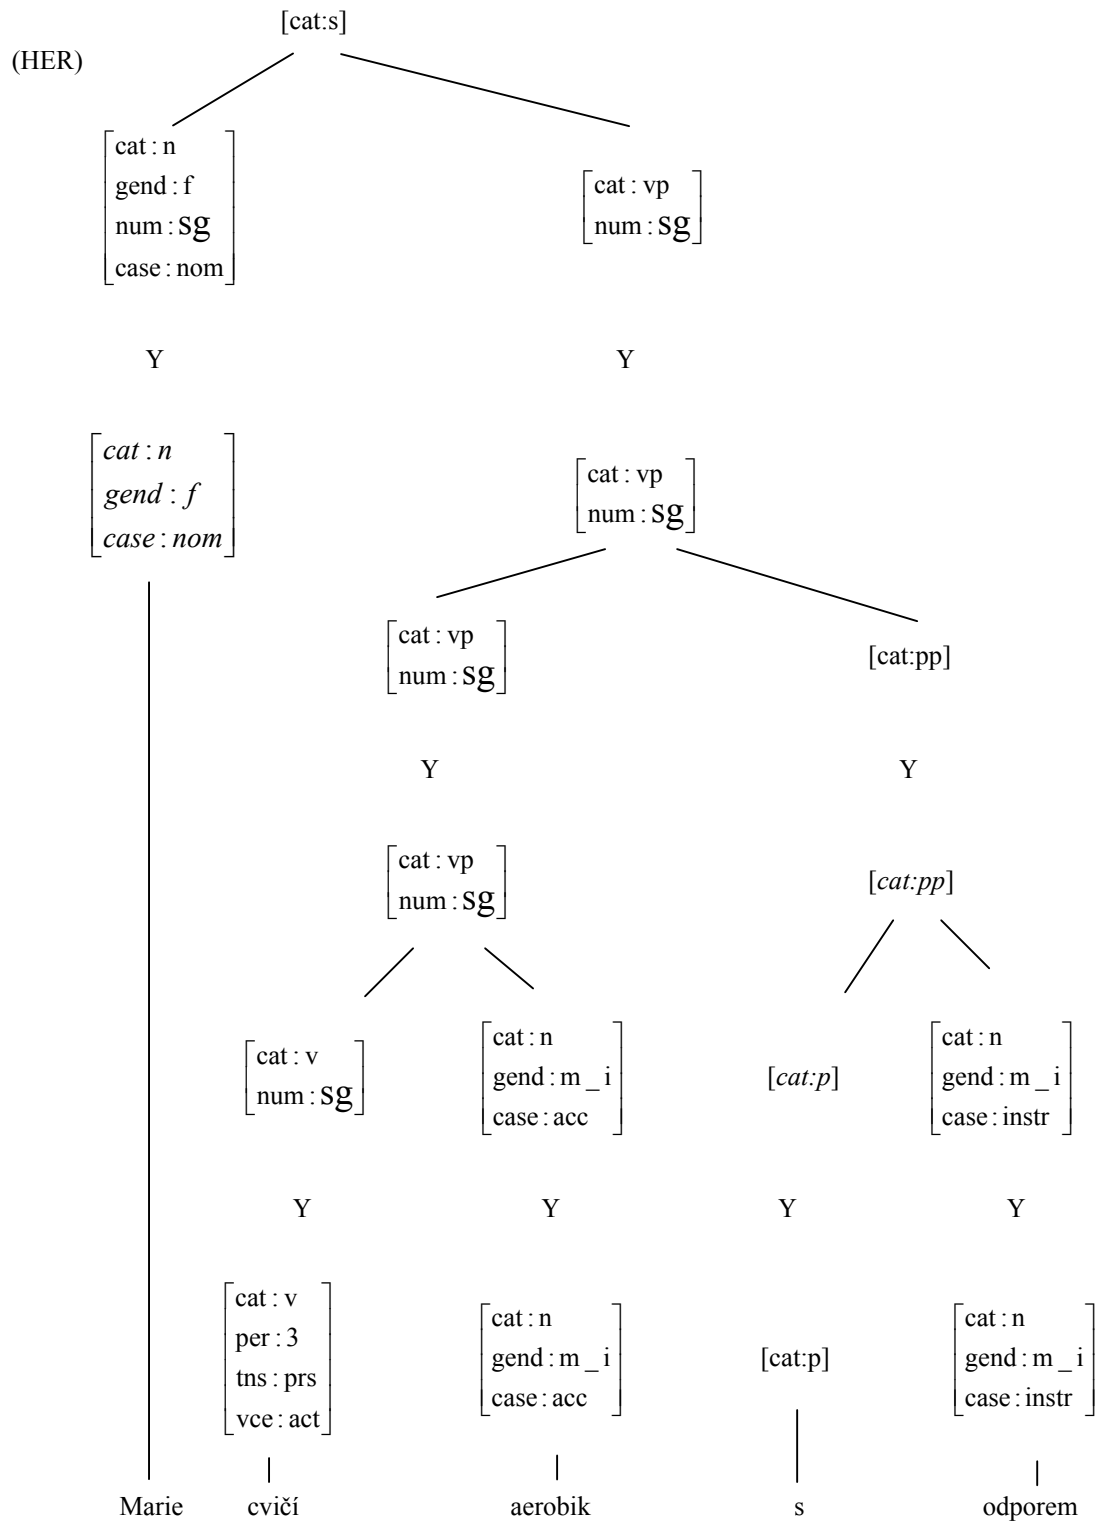 [cat:s]
(HER)
cat : n
gend : f
num : sg
case : nom
cat : vp
num : sg
Y
Y
cat : n
gend : f
case : nom
cat : vp
num : sg
cat : vp
num : sg
[cat:pp]
Y
Y
cat : vp
num : sg
[cat:pp]
cat : v
num : sg
cat : n
gend : m _ i
case : acc
[cat:p]
cat : n
gend : m _ i
case : instr
Y
Y
Y
Y
cat : v
per : 3
tns : prs
vce : act
cat : n
gend : m _ i
case : acc
[cat:p]
cat : n
gend : m _ i
case : instr
Marie cvičí aerobik s odporem